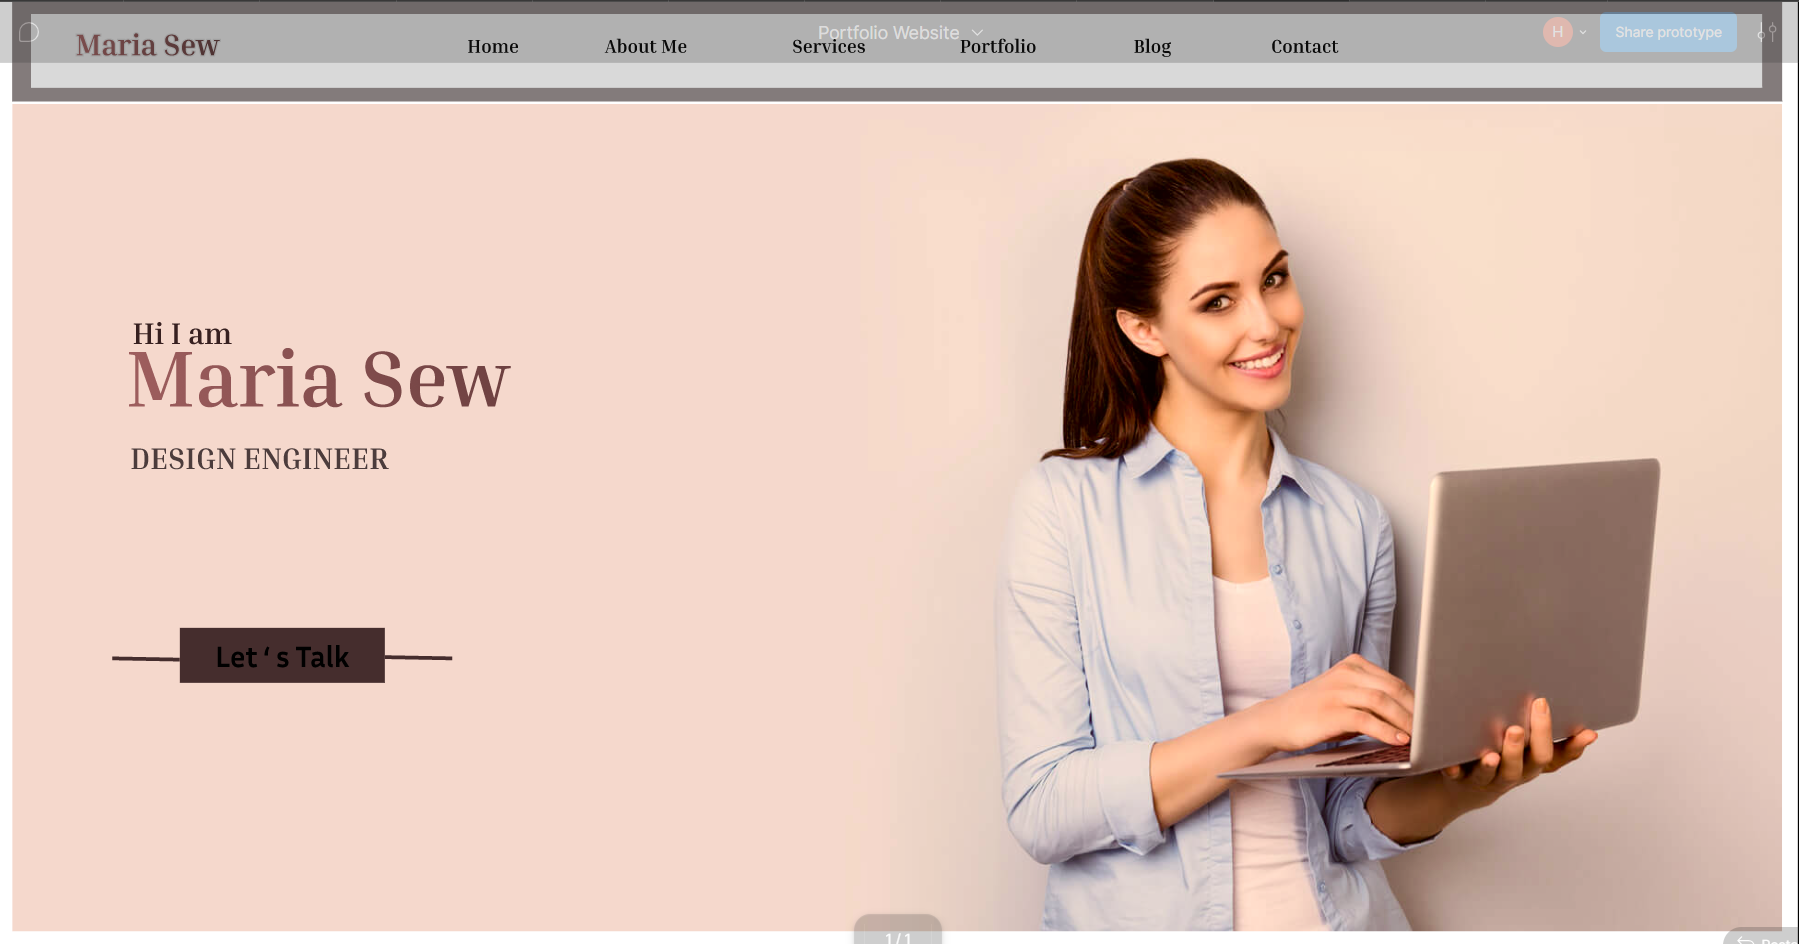 Portfolio Website
H
Share prototype
Maria Sew
Home
About Me
Services
Portfolio
Blog
Contact
Hi I am
Maria Sew
DESIGN ENGINEER
Let ‘ s Talk
1 / 1